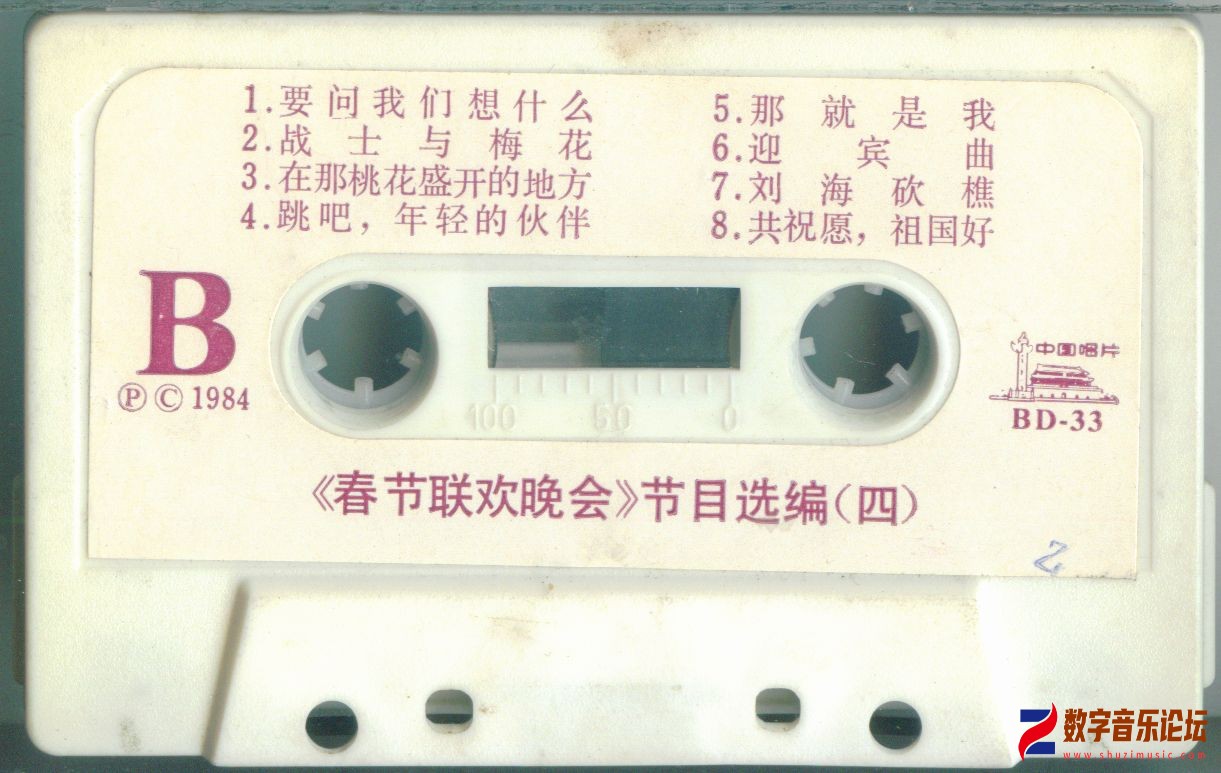 1.要问我们想什么
2.战士与梅花
3.在那桃花盛开的地方
4.跳吧，年轻的伙伴
5.那就是我
6.迎宾曲
7.刘海砍樵
8.共祝愿，祖国好
B
Ⓟ © 1984
100 50 0
中国唱片
BD-33
《春节联欢晚会》节目选编(四)
2
数字音乐论坛
www.shuzimusic.com